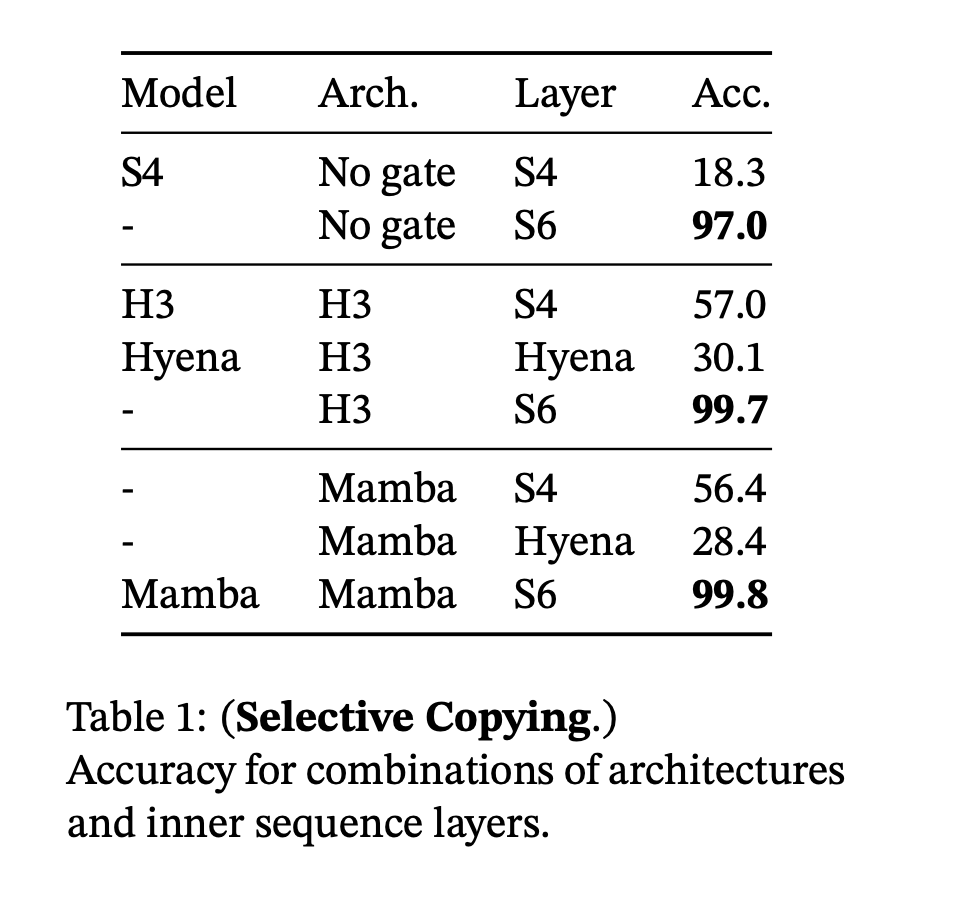 Model Arch. Layer Acc.
S4 No gate S4 18.3
- No gate S6 97.0
H3 H3 S4 57.0
Hyena H3 Hyena 30.1
- H3 S6 99.7
- Mamba S4 56.4
- Mamba Hyena 28.4
Mamba Mamba S6 99.8
Table 1: (Selective Copying.)
Accuracy for combinations of architectures
and inner sequence layers.